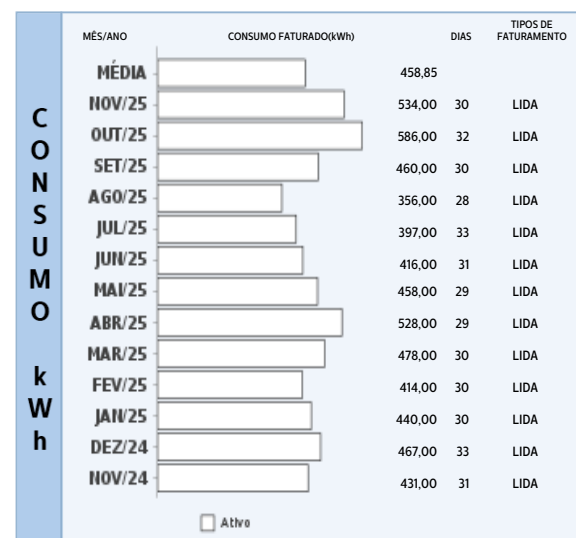 MÊS/ANO CONSUMO FATURADO(kWh) DIAS TIPOS DE FATURAMENTO
CONSUMO kWh
MÉDIA 458,85
NOV/25 534,00 30 LIDA
OUT/25 586,00 32 LIDA
SET/25 460,00 30 LIDA
AGO/25 356,00 28 LIDA
JUL/25 397,00 33 LIDA
JUN/25 416,00 31 LIDA
MAI/25 458,00 29 LIDA
ABR/25 528,00 29 LIDA
MAR/25 478,00 30 LIDA
FEV/25 414,00 30 LIDA
JAN/25 440,00 30 LIDA
DEZ/24 467,00 33 LIDA
NOV/24 431,00 31 LIDA
Ativo